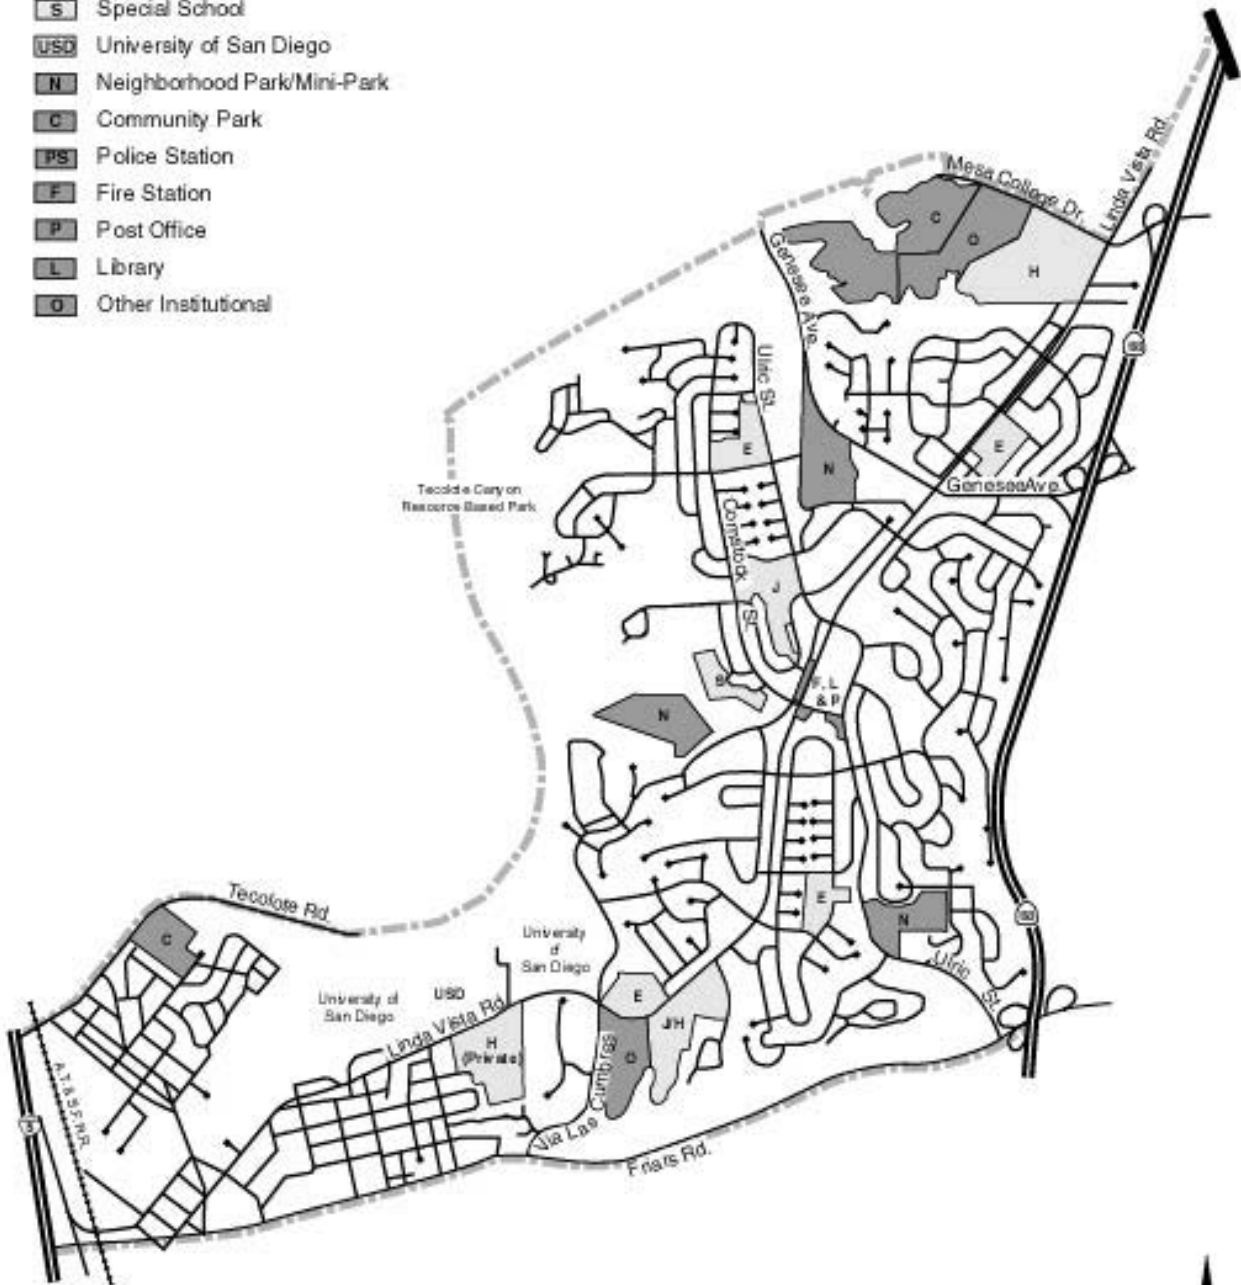 S Special School
USD University of San Diego
N Neighborhood Park/Mini-Park
C Community Park
PS Police Station
F Fire Station
P Post Office
L Library
O Other Institutional
Mesa College Dr.
Linda Vista Rd.
C
O
H
Genesee Ave.
163
Ulric St.
E
N
E
Genesee Ave.
Tecolote Canyon
Resource Based Park
Comstock St.
J
S
F, L
& P
N
Tecolote Rd.
C
E
N
163
University
of
San Diego
Ulric St.
USD
University of
San Diego
E
J/H
Linda Vista Rd.
H
(Private)
O
Via Las Cumbras
A.T. & S.F. R.R.
5
Friars Rd.